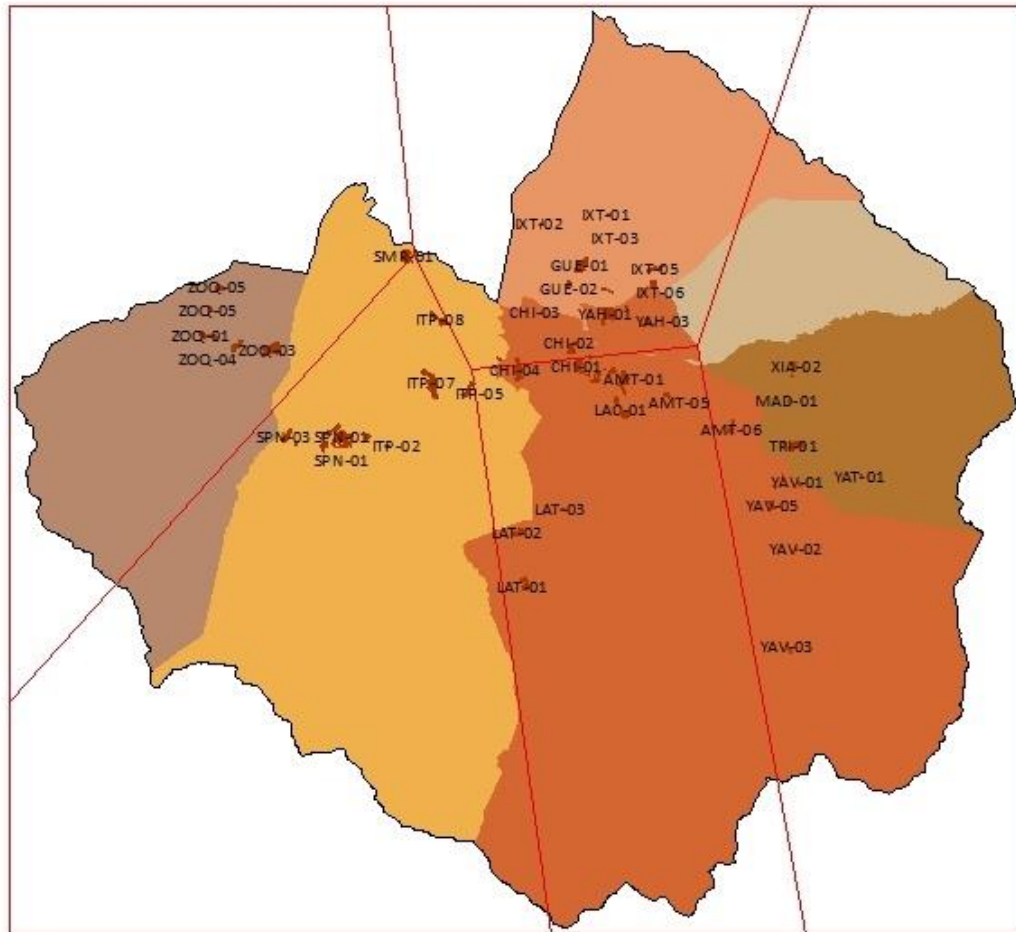 IXT-01
IXT-02
IXT-03
SMR-01
GUE-01
IXT-05
ZOQ-05
GUE-02
IXT-06
ZOQ-05
CHI-03
YAH-01
ITP-08
YAH-03
ZOQ-01
CHI-02
ZOQ-03
ZOQ-04
CHI-01
XIA-02
CHI-04
AMT-01
ITP-07
ITP-05
MAD-01
AMT-05
LAC-01
AMT-06
SPN-03
SPN-01
ITP-02
TRI-01
SPN-01
YAT-01
YAV-01
YAV-05
LAT-03
LAT-02
YAV-02
LAT-01
YAV-03